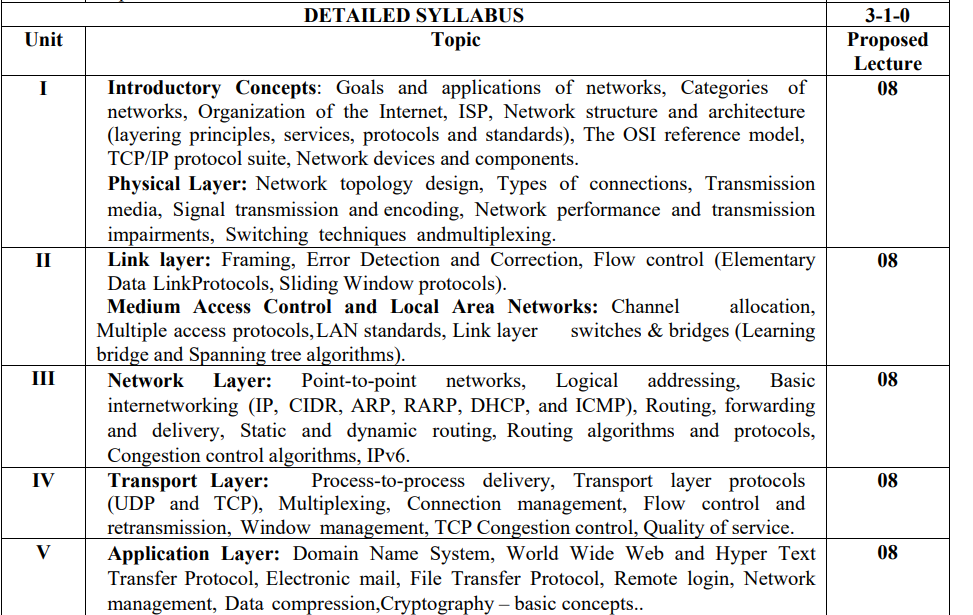 DETAILED SYLLABUS 3-1-0
Unit Topic Proposed
Lecture
I Introductory Concepts: Goals and applications of networks, Categories of 08
networks, Organization of the Internet, ISP, Network structure and architecture
(layering principles, services, protocols and standards), The OSI reference model,
TCP/IP protocol suite, Network devices and components.
Physical Layer: Network topology design, Types of connections, Transmission
media, Signal transmission and encoding, Network performance and transmission
impairments, Switching techniques andmultiplexing.
II Link layer: Framing, Error Detection and Correction, Flow control (Elementary 08
Data LinkProtocols, Sliding Window protocols).
Medium Access Control and Local Area Networks: Channel allocation,
Multiple access protocols, LAN standards, Link layer switches & bridges (Learning
bridge and Spanning tree algorithms).
III Network Layer: Point-to-point networks, Logical addressing, Basic 08
internetworking (IP, CIDR, ARP, RARP, DHCP, and ICMP), Routing, forwarding
and delivery, Static and dynamic routing, Routing algorithms and protocols,
Congestion control algorithms, IPv6.
IV Transport Layer: Process-to-process delivery, Transport layer protocols 08
(UDP and TCP), Multiplexing, Connection management, Flow control and
retransmission, Window management, TCP Congestion control, Quality of service.
V Application Layer: Domain Name System, World Wide Web and Hyper Text 08
Transfer Protocol, Electronic mail, File Transfer Protocol, Remote login, Network
management, Data compression,Cryptography – basic concepts..